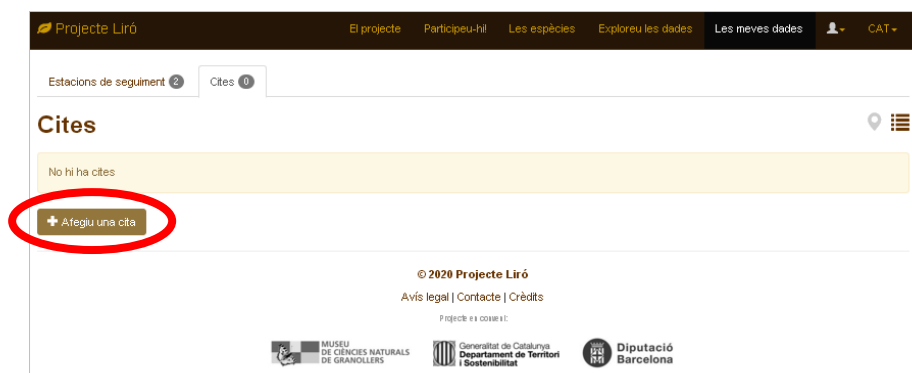 Projecte Liró El projecte Participeu-hi! Les espècies Exploreu les dades Les meves dades CAT
Estacions de seguiment 2 Cites 0
Cites
No hi ha cites
Afegiu una cita
© 2020 Projecte Liró
Avís legal | Contacte | Crèdits
Projecte en conveni:
MUSEU
DE CIÈNCIES NATURALS
DE GRANOLLERS
Generalitat de Catalunya
Departament de Territori
i Sostenibilitat
Diputació
Barcelona